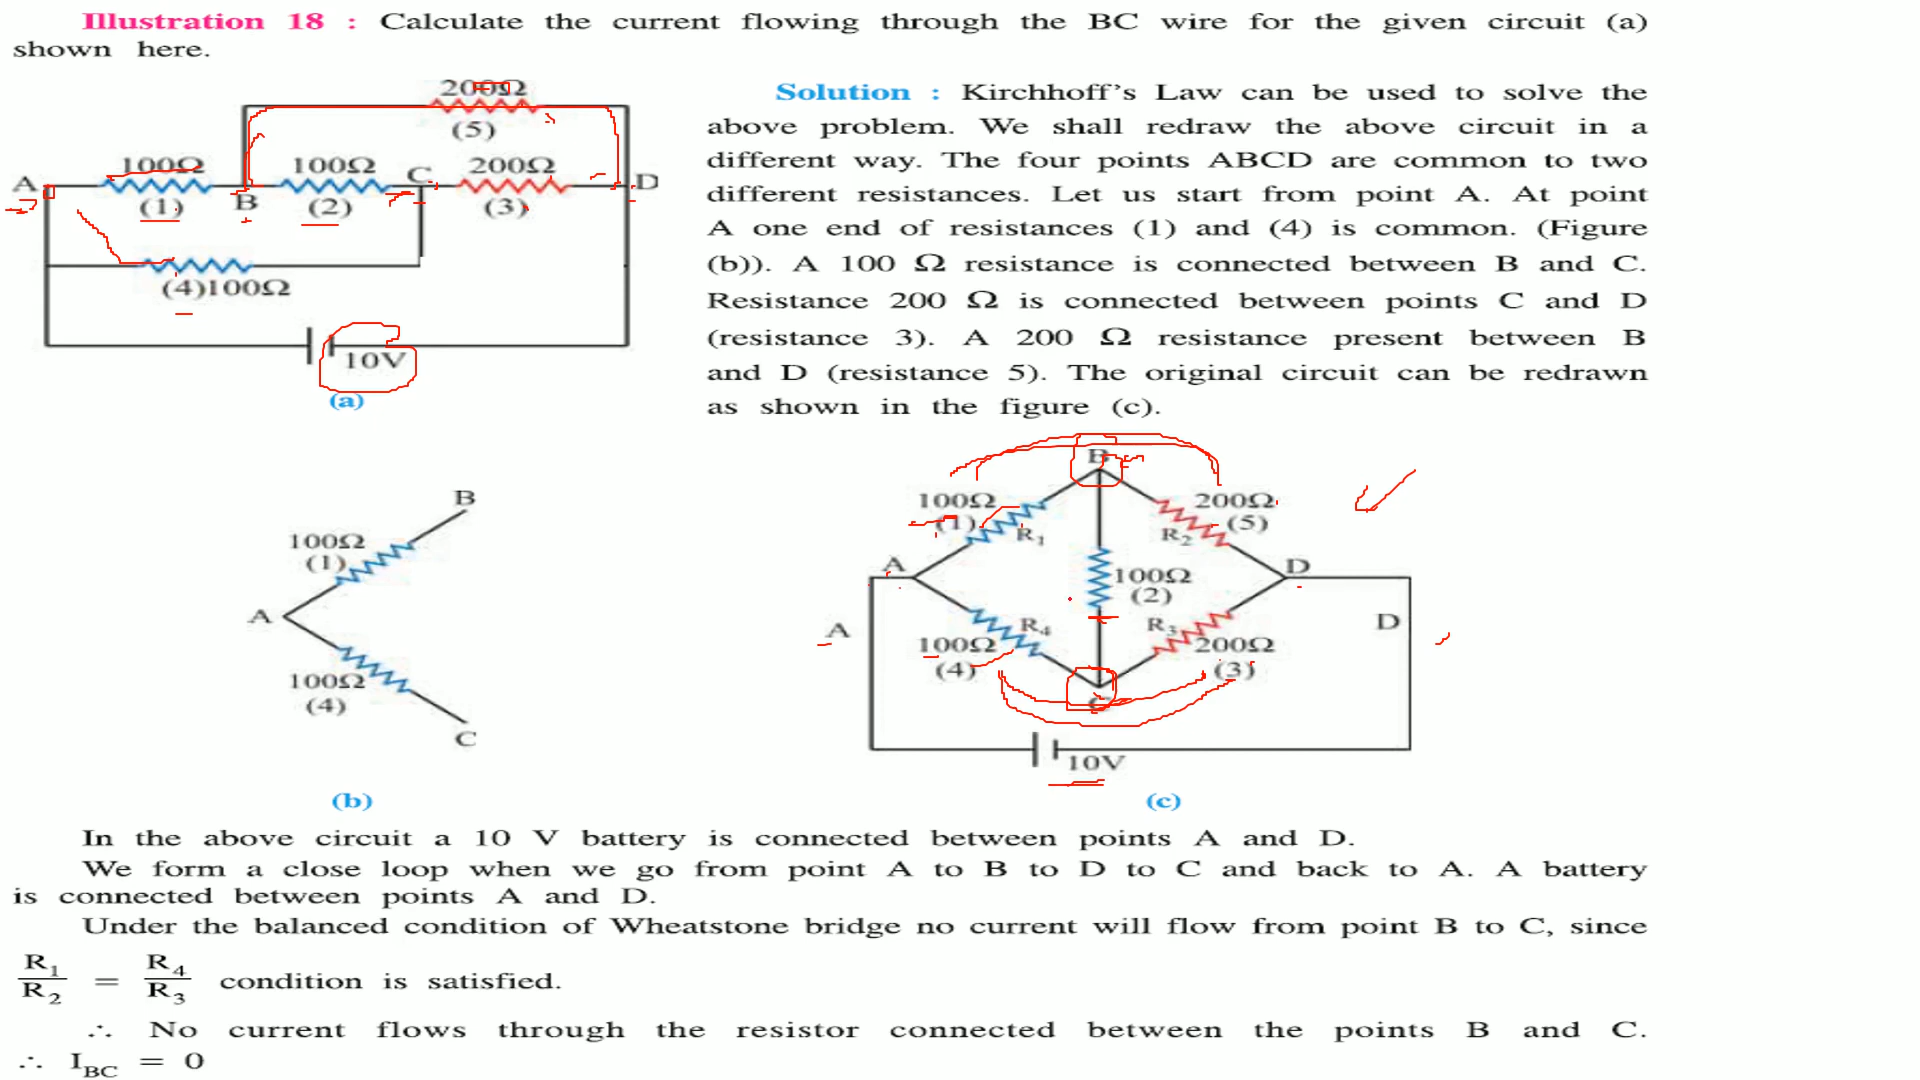 Illustration 18 : Calculate the current flowing through the BC wire for the given circuit (a)
shown here.
200Ω
(5)
100Ω 100Ω C 200Ω
A D
(1) B (2) (3)
(4)100Ω
10V
(a)
Solution : Kirchhoff's Law can be used to solve the
above problem. We shall redraw the above circuit in a
different way. The four points ABCD are common to two
different resistances. Let us start from point A. At point
A one end of resistances (1) and (4) is common. (Figure
(b)). A 100 Ω resistance is connected between B and C.
Resistance 200 Ω is connected between points C and D
(resistance 3). A 200 Ω resistance present between B
and D (resistance 5). The original circuit can be redrawn
as shown in the figure (c).
B
100Ω
(1)
A
100Ω
(4)
C
(b)
B
100Ω 200Ω
(1) R1 R2 (5)
A D
100Ω
(2)
A D
R4 R3
100Ω 200Ω
(4) (3)
C
10V
(c)
In the above circuit a 10 V battery is connected between points A and D.
We form a close loop when we go from point A to B to D to C and back to A. A battery
is connected between points A and D.
Under the balanced condition of Wheatstone bridge no current will flow from point B to C, since
R1/R2 = R4/R3 condition is satisfied.
∴ No current flows through the resistor connected between the points B and C.
∴ IBC = 0